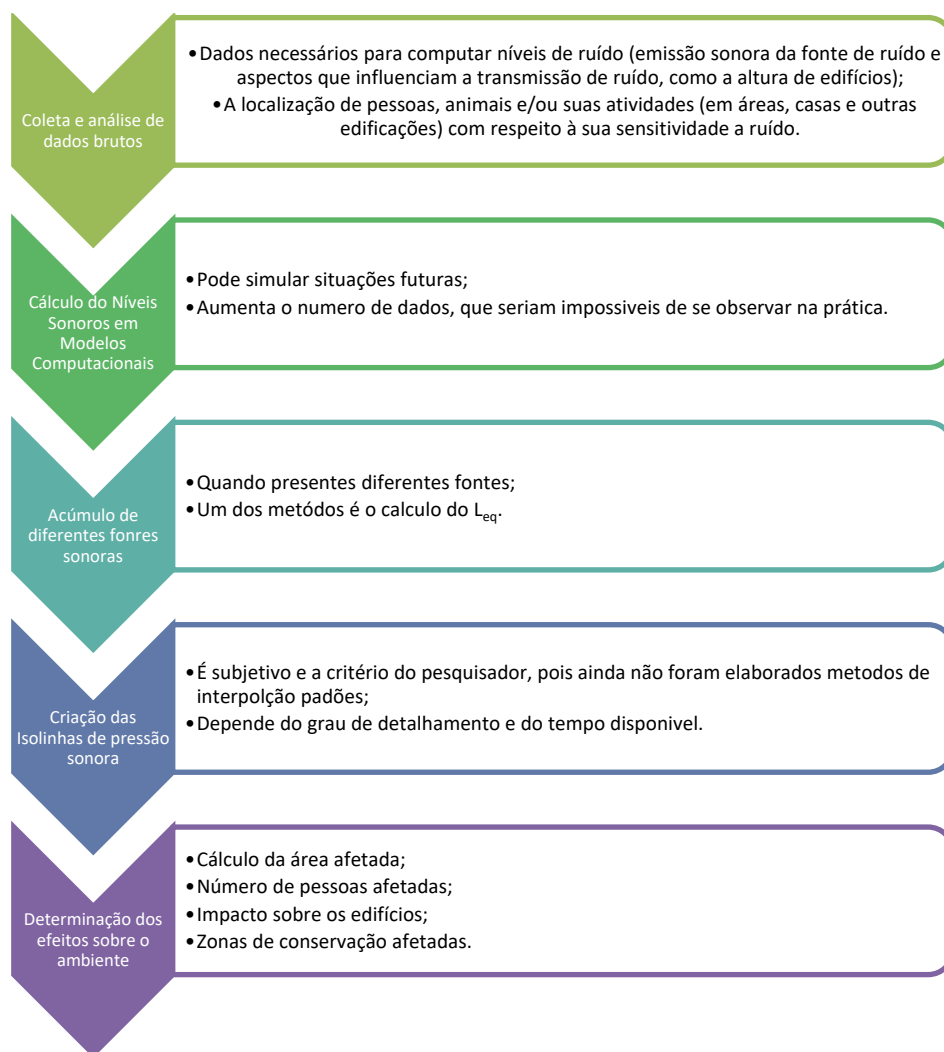 Coleta e análise de
dados brutos
•Dados necessários para computar níveis de ruído (emissão sonora da fonte de ruído e
aspectos que influenciam a transmissão de ruído, como a altura de edifícios);
•A localização de pessoas, animais e/ou suas atividades (em áreas, casas e outras
edificações) com respeito à sua sensitividade a ruído.
Cálculo do Níveis
Sonoros em
Modelos
Computacionais
•Pode simular situações futuras;
•Aumenta o numero de dados, que seriam impossiveis de se observar na prática.
Acúmulo de
diferentes fonres
sonoras
•Quando presentes diferentes fontes;
•Um dos metódos é o calculo do Leq.
Criação das
Isolinhas de pressão
sonora
•É subjetivo e a critério do pesquisador, pois ainda não foram elaborados metodos de
interpolção padões;
•Depende do grau de detalhamento e do tempo disponivel.
Determinação dos
efeitos sobre o
ambiente
•Cálculo da área afetada;
•Número de pessoas afetadas;
•Impacto sobre os edifícios;
•Zonas de conservação afetadas.